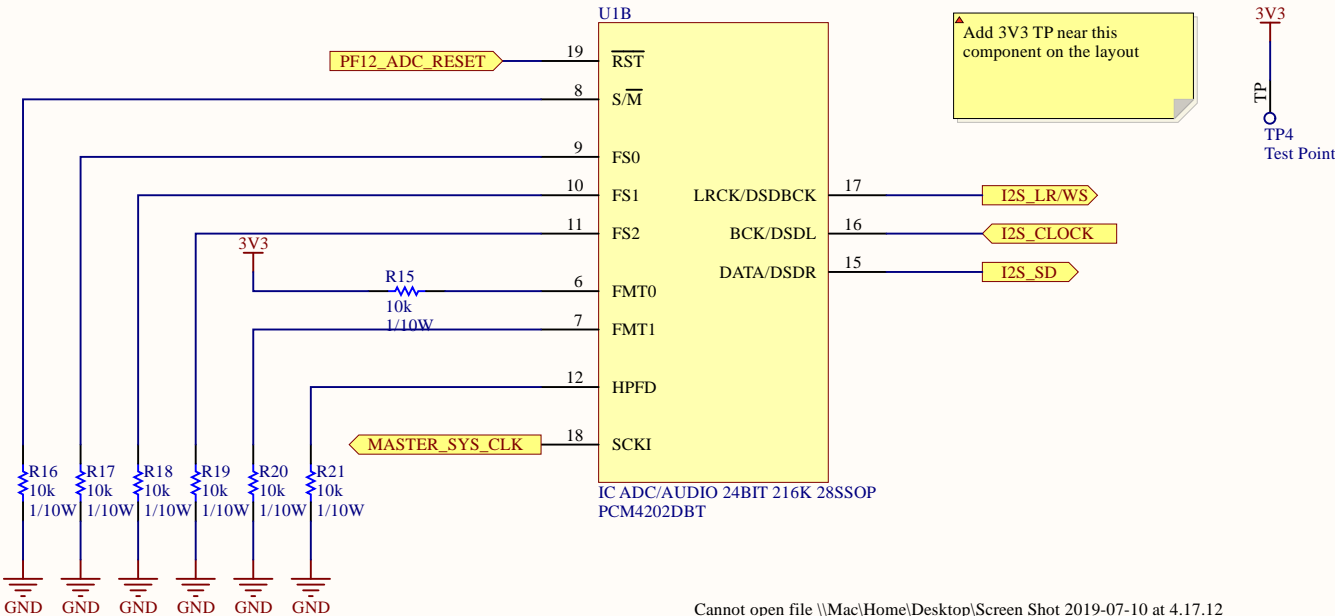 U1B
3V3
Add 3V3 TP near this
component on the layout
TP
TP4
Test Point
PF12_ADC_RESET
19
RST
8
S/M
9
FS0
10
FS1
11
FS2
3V3
R15
10k
1/10W
6
FMT0
7
FMT1
12
HPFD
MASTER_SYS_CLK
18
SCKI
LRCK/DSDBCK
17
I2S_LR/WS
BCK/DSDL
16
I2S_CLOCK
DATA/DSDR
15
I2S_SD
R16
10k
1/10W
R17
10k
1/10W
R18
10k
1/10W
R19
10k
1/10W
R20
10k
1/10W
R21
10k
1/10W
IC ADC/AUDIO 24BIT 216K 28SSOP
PCM4202DBT
GND
GND
GND
GND
GND
GND
Cannot open file \\Mac\Home\Desktop\Screen Shot 2019-07-10 at 4.17.12